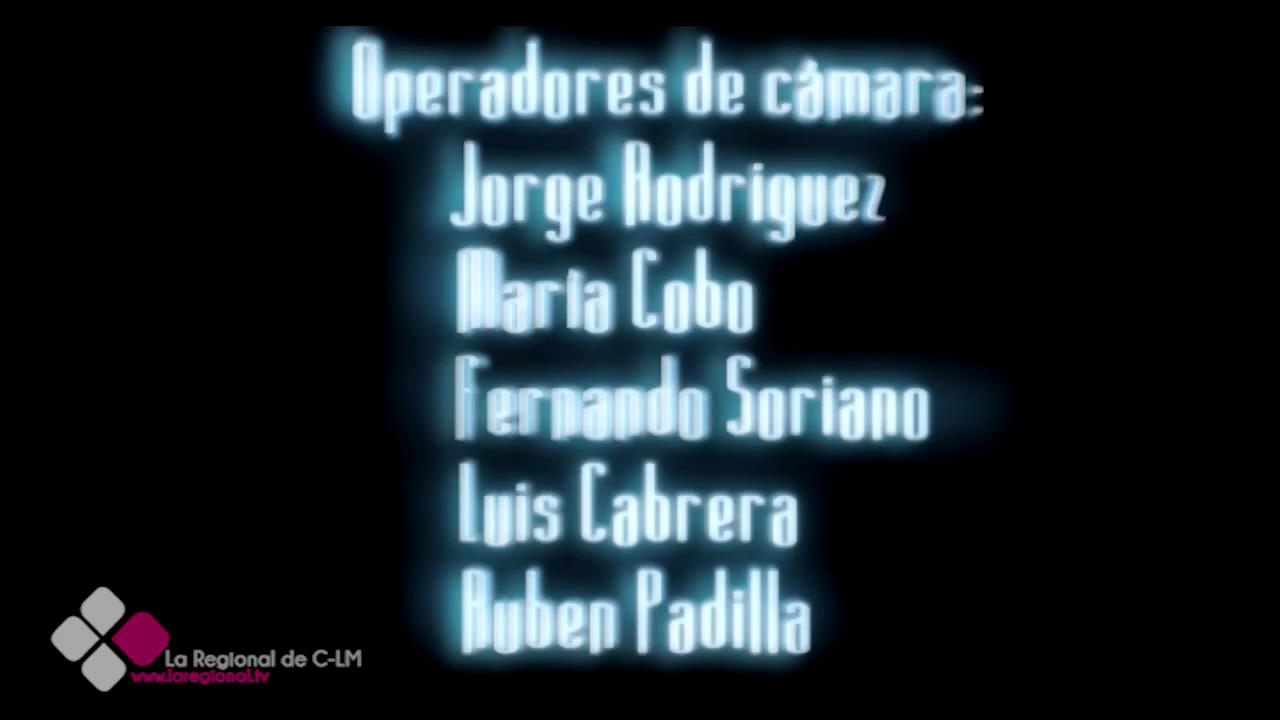 Operadores de cámara:
Jorge Rodriguez
María Cobo
Fernando Soriano
Luis Cabrera
Ruben Padilla
La Regional de C-LM
www.laregional.tv